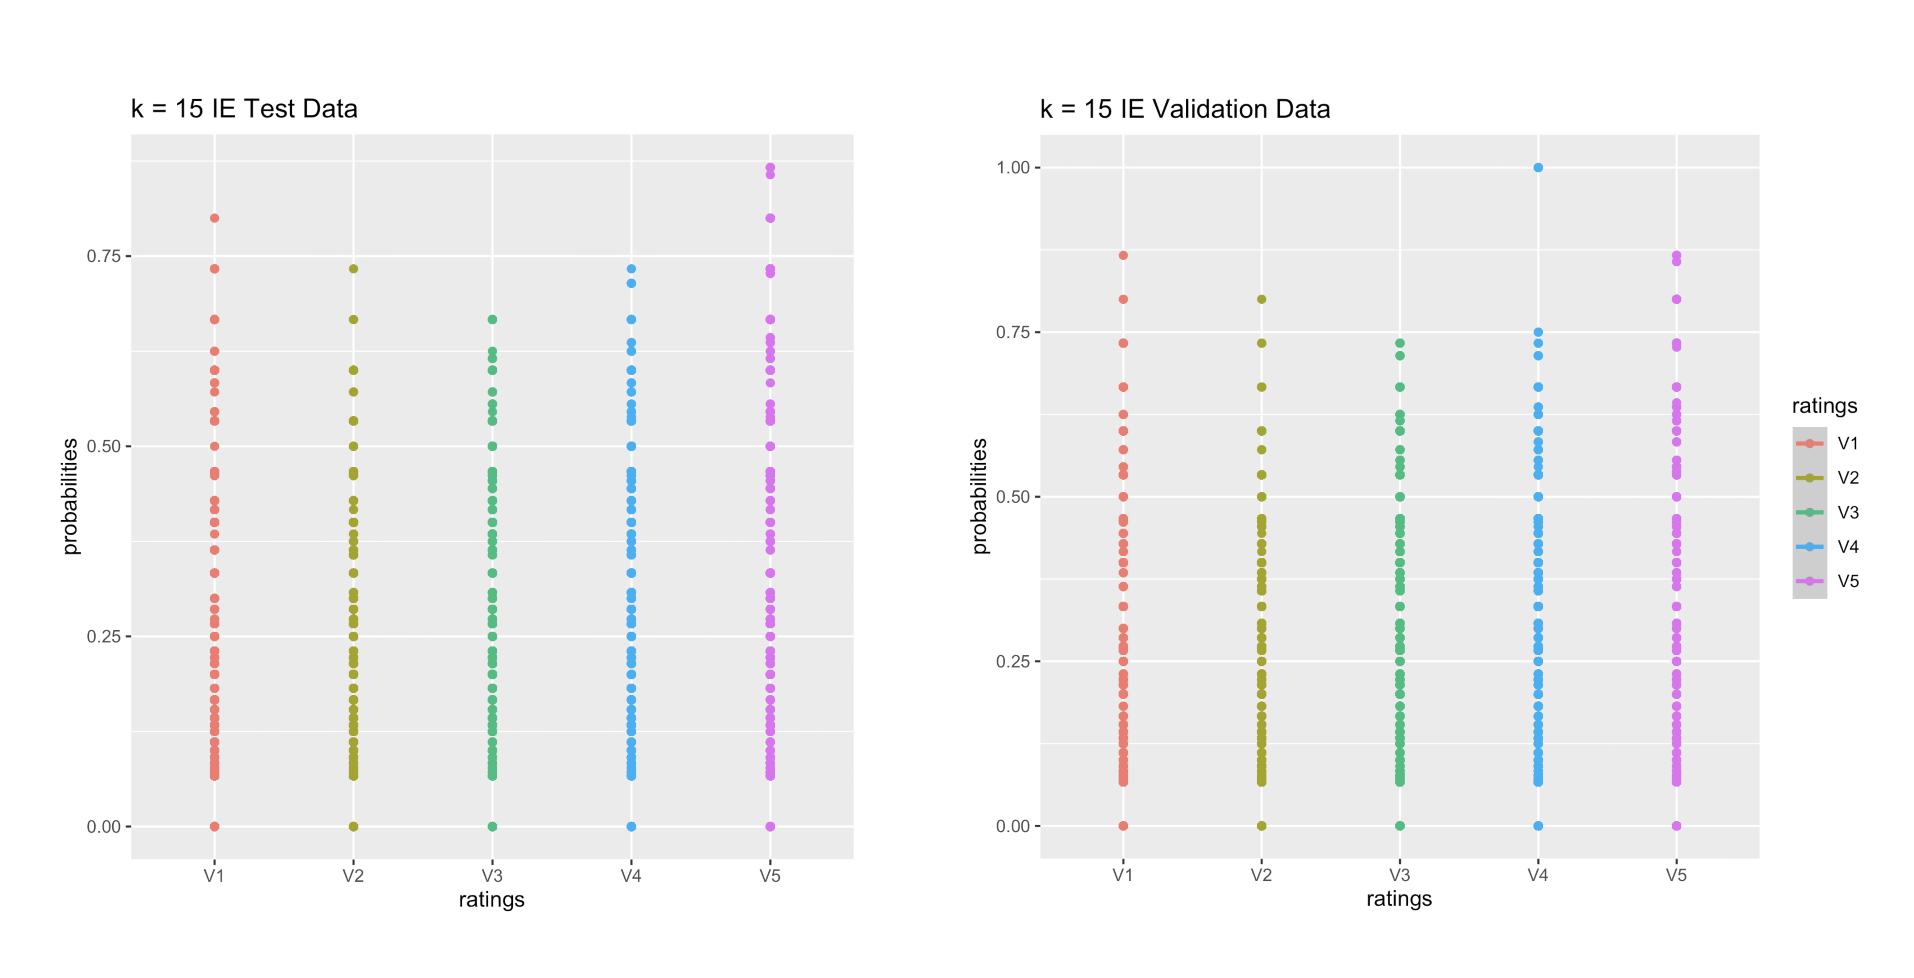 k = 15 IE Test Data
probabilities
0.75
0.50
0.25
0.00
V1 V2 V3 V4 V5
ratings
k = 15 IE Validation Data
probabilities
1.00
0.75
0.50
0.25
0.00
V1 V2 V3 V4 V5
ratings
ratings
V1
V2
V3
V4
V5